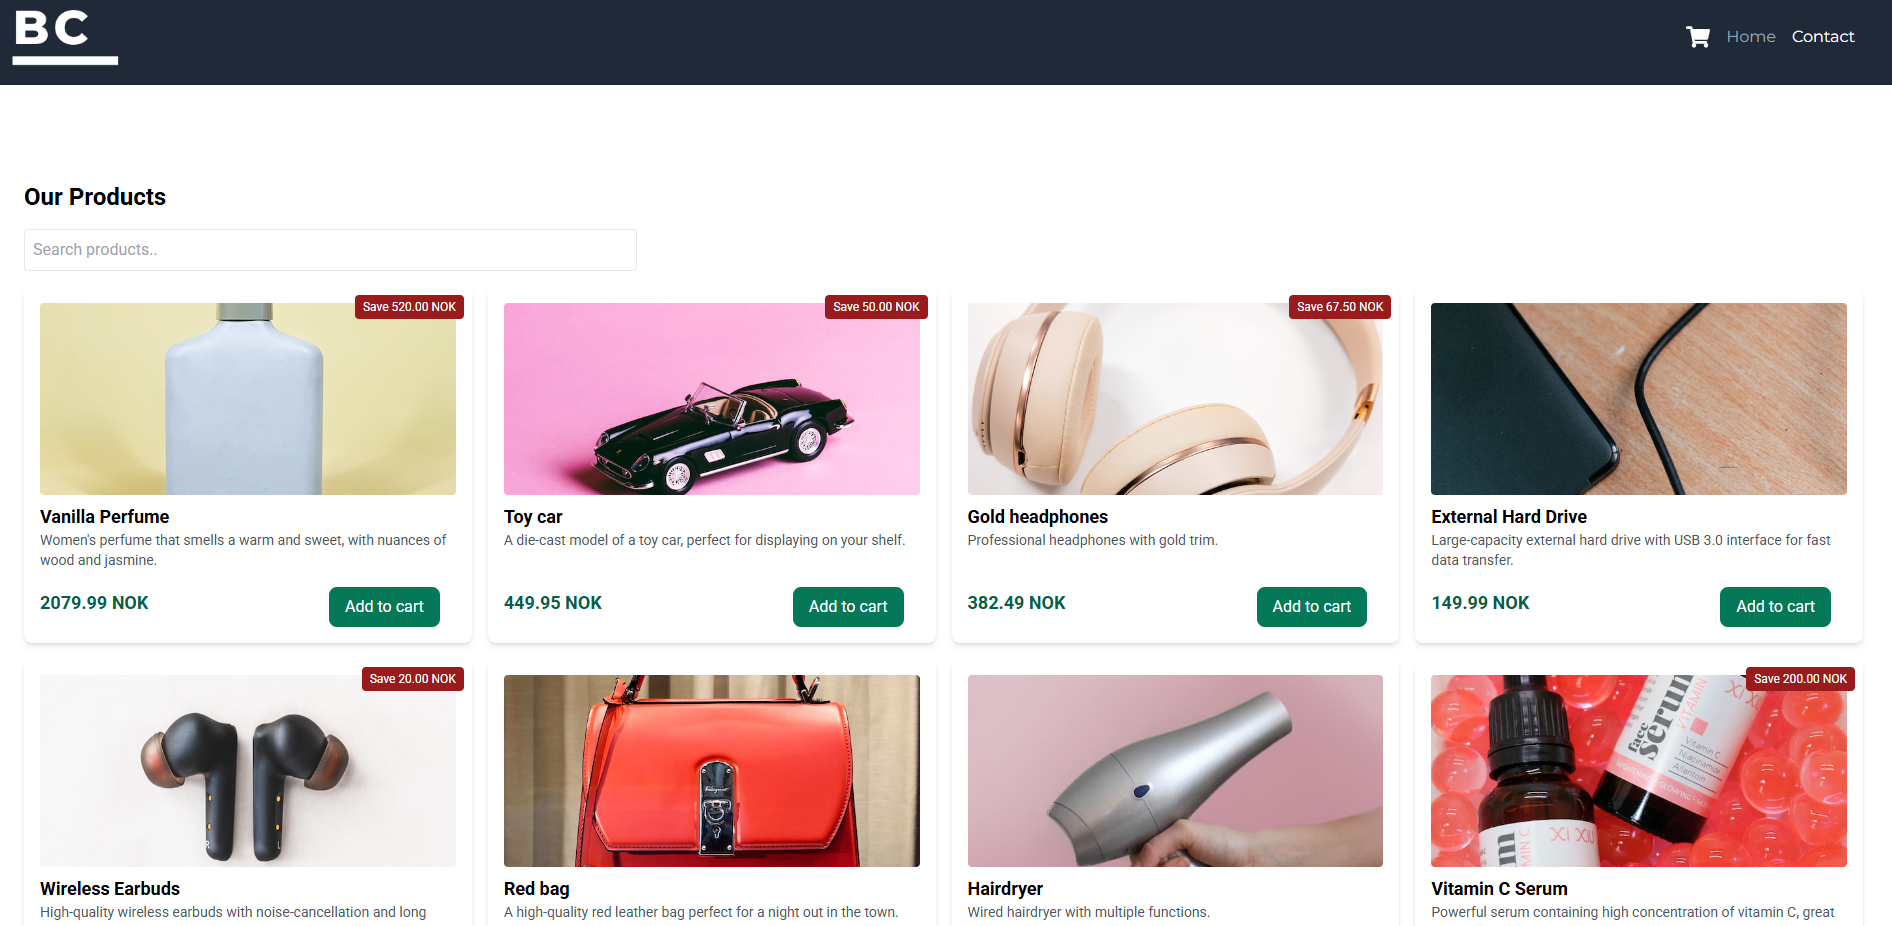 BC
Home
Contact
Our Products
Search products..
Save 520.00 NOK
Vanilla Perfume
Women's perfume that smells a warm and sweet, with nuances of
wood and jasmine.
2079.99 NOK
Add to cart
Save 50.00 NOK
Toy car
A die-cast model of a toy car, perfect for displaying on your shelf.
449.95 NOK
Add to cart
Save 67.50 NOK
Gold headphones
Professional headphones with gold trim.
382.49 NOK
Add to cart
External Hard Drive
Large-capacity external hard drive with USB 3.0 interface for fast
data transfer.
149.99 NOK
Add to cart
Save 20.00 NOK
R
L
Wireless Earbuds
High-quality wireless earbuds with noise-cancellation and long
Red bag
A high-quality red leather bag perfect for a night out in the town.
Hairdryer
Wired hairdryer with multiple functions.
Save 200.00 NOK
face
serum
VITAMIN
Vitamin C
Niacinamide
Allantoin
Vitamin C Serum
Powerful serum containing high concentration of vitamin C, great